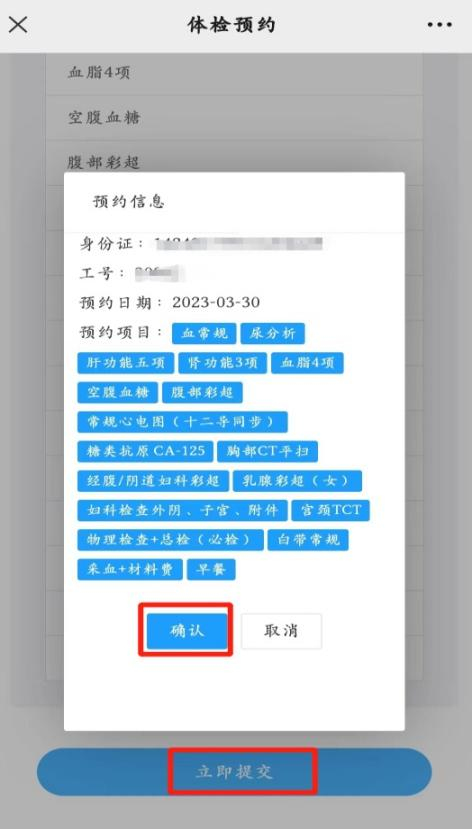 体检预约
血脂4项
空腹血糖
腹部彩超
预约信息
身份证：
工号：
预约日期：2023-03-30
预约项目： 血常规 尿分析
肝功能五项 肾功能3项 血脂4项
空腹血糖 腹部彩超
常规心电图（十二导同步）
糖类抗原CA-125 胸部CT平扫
经腹/阴道妇科彩超 乳腺彩超（女）
妇科检查外阴、子宫、附件 宫颈TCT
物理检查+总检（必检） 白带常规
采血+材料费 早餐
确认 取消
立即提交